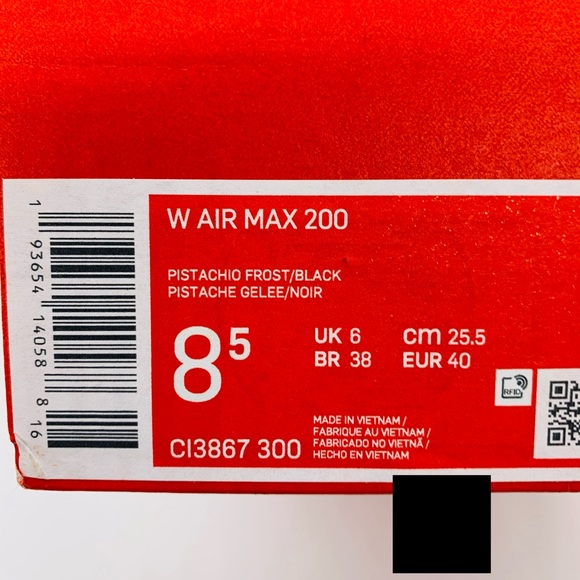 W AIR MAX 200
PISTACHIO FROST/BLACK
PISTACHE GELEE/NOIR
8⁵
UK 6 cm 25.5
BR 38 EUR 40
RFID
MADE IN VIETNAM /
FABRIQUE AU VIETNAM /
FABRICADO NO VIETNÃ /
HECHO EN VIETNAM
CI3867 300
1 93654 14058 8 16